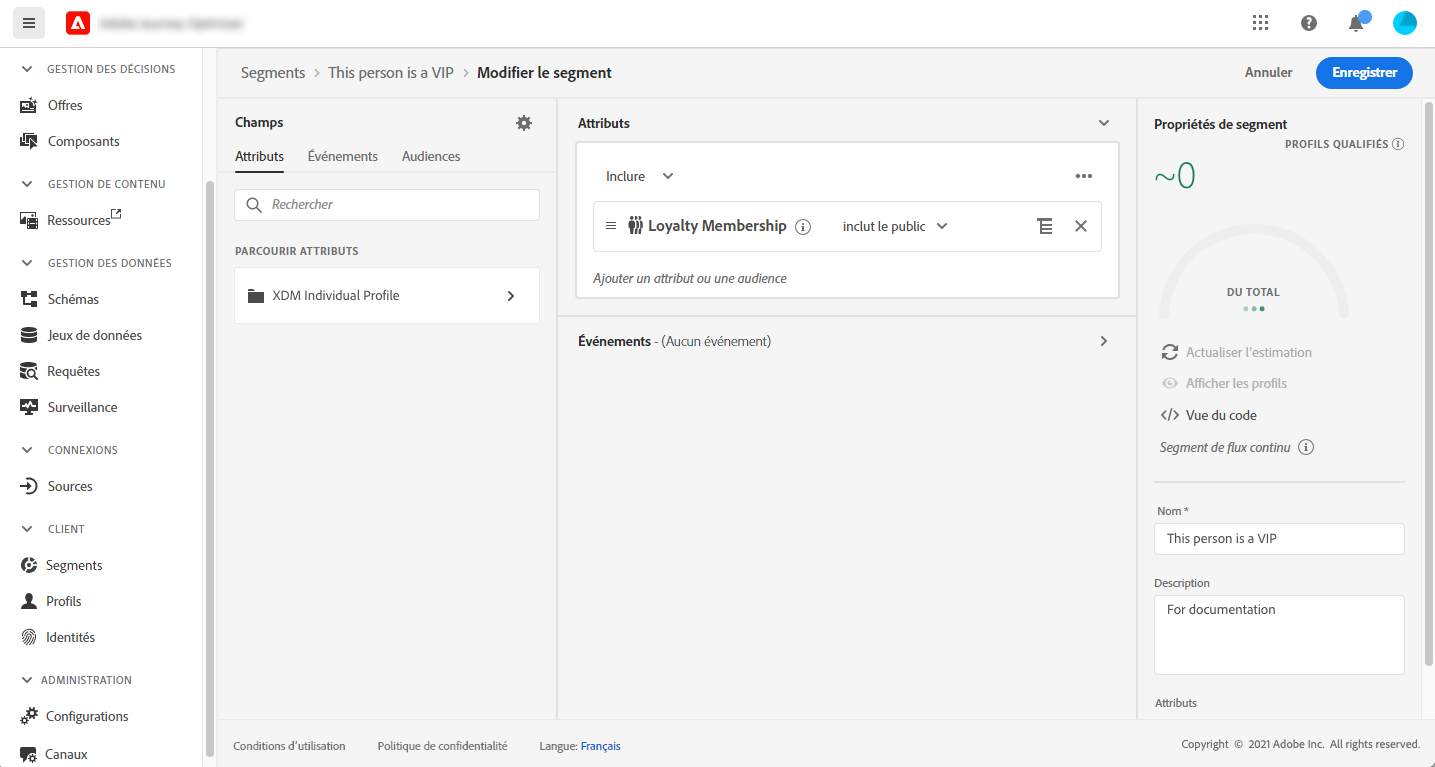 GESTION DES DÉCISIONS
Offres
Composants
GESTION DE CONTENU
Ressources
GESTION DES DONNÉES
Schémas
Jeux de données
Requêtes
Surveillance
CONNEXIONS
Sources
CLIENT
Segments
Profils
Identités
ADMINISTRATION
Configurations
Canaux
Segments > This person is a VIP > Modifier le segment
Annuler
Enregistrer
Champs
Attributs Événements Audiences
Rechercher
PARCOURIR ATTRIBUTS
XDM Individual Profile
Attributs
Inclure
Loyalty Membership inclut le public
Ajouter un attribut ou une audience
Événements - (Aucun événement)
Propriétés de segment
PROFILS QUALIFIÉS
~0
DU TOTAL
Actualiser l'estimation
Afficher les profils
</> Vue du code
Segment de flux continu
Nom *
This person is a VIP
Description
For documentation
Attributs
Conditions d'utilisation Politique de confidentialité Langue: Français
Copyright © 2021 Adobe Inc. All rights reserved.